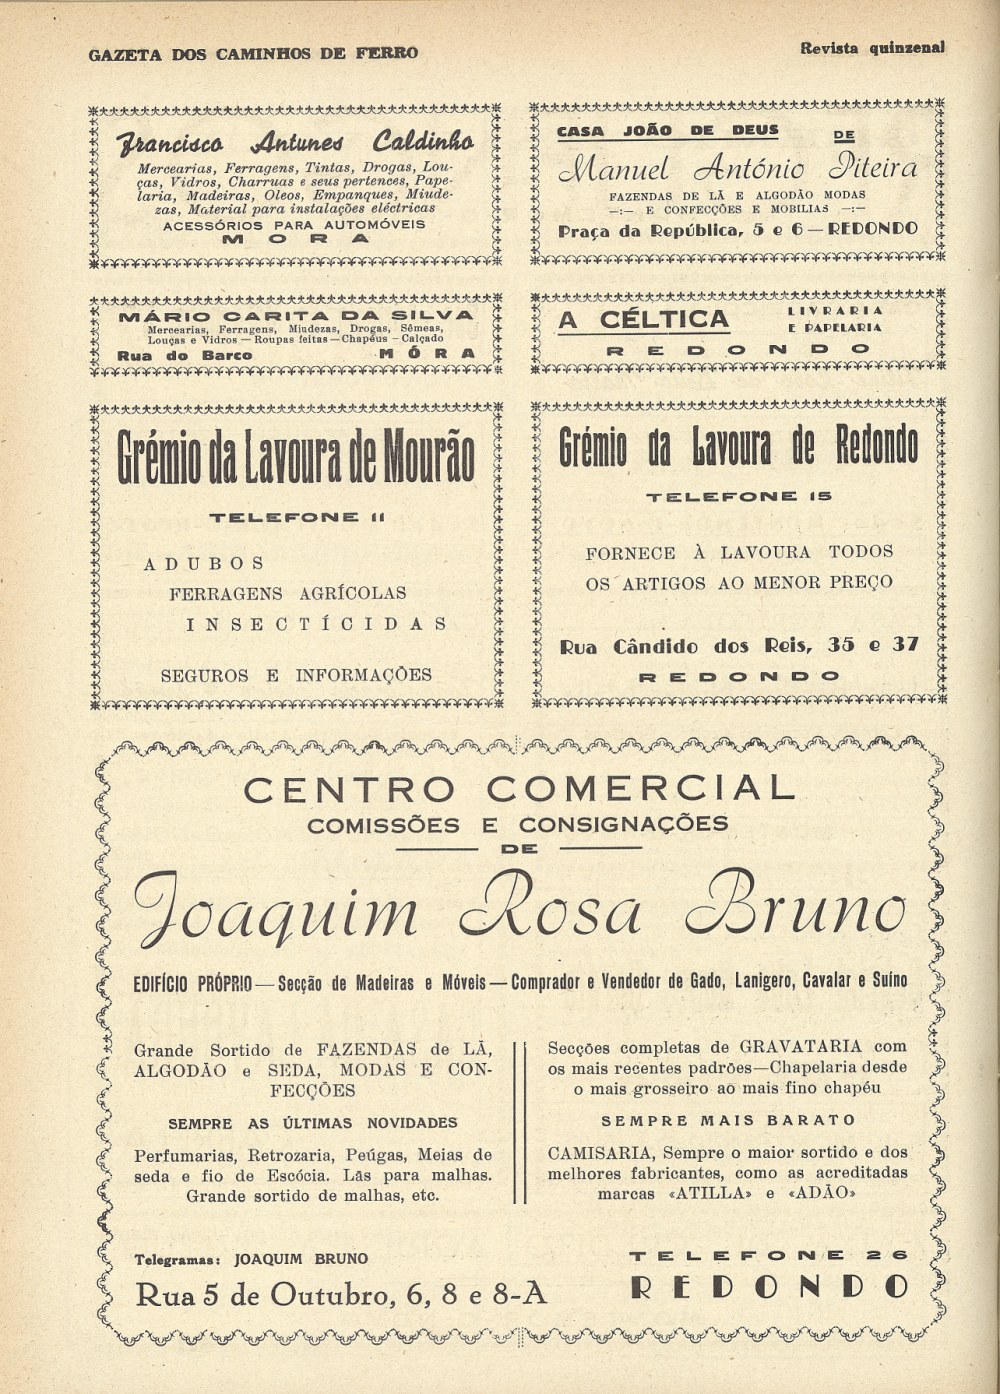 GAZETA DOS CAMINHOS DE FERRO
Revista quinzenal
Francisco Antunes Caldinho
Mercearias, Ferragens, Tintas, Drogas, Lou-
ças, Vidros, Charruas e seus pertences, Pape-
laria, Madeiras, Oleos, Empanques, Miude-
zas, Material para instalações eléctricas
ACESSÓRIOS PARA AUTOMÓVEIS
MORA
CASA JOÃO DE DEUS DE
Manuel António Piteira
FAZENDAS DE LÃ E ALGODÃO MODAS
—:— E CONFECÇÕES E MOBILIAS —:—
Praça da República, 5 e 6 — REDONDO
MÁRIO CARITA DA SILVA
Mercearias, Ferragens, Miudezas, Drogas, Sêmeas,
Louças e Vidros — Roupas feitas — Chapéus — Calçado
Rua do Barco MÓRA
A CÉLTICA LIVRARIA
E PAPELARIA
REDONDO
Grémio da Lavoura de Mourão
TELEFONE 11
ADUBOS
FERRAGENS AGRÍCOLAS
INSECTÍCIDAS
SEGUROS E INFORMAÇÕES
Grémio da Lavoura de Redondo
TELEFONE 15
FORNECE À LAVOURA TODOS
OS ARTIGOS AO MENOR PREÇO
Rua Cândido dos Reis, 35 e 37
REDONDO
CENTRO COMERCIAL
COMISSÕES E CONSIGNAÇÕES
DE
Joaquim Rosa Bruno
EDIFÍCIO PRÓPRIO — Secção de Madeiras e Móveis — Comprador e Vendedor de Gado, Lanigero, Cavalar e Suíno
Grande Sortido de FAZENDAS de LÃ,
ALGODÃO e SEDA, MODAS E CON-
FECÇÕES
SEMPRE AS ÚLTIMAS NOVIDADES
Perfumarias, Retrozaria, Peúgas, Meias de
seda e fio de Escócia. Lãs para malhas.
Grande sortido de malhas, etc.
Secções completas de GRAVATARIA com
os mais recentes padrões—Chapelaria desde
o mais grosseiro ao mais fino chapéu
SEMPRE MAIS BARATO
CAMISARIA, Sempre o maior sortido e dos
melhores fabricantes, como as acreditadas
marcas «ATILLA» e «ADÃO»
Telegramas: JOAQUIM BRUNO
Rua 5 de Outubro, 6, 8 e 8-A
TELEFONE 26
REDONDO